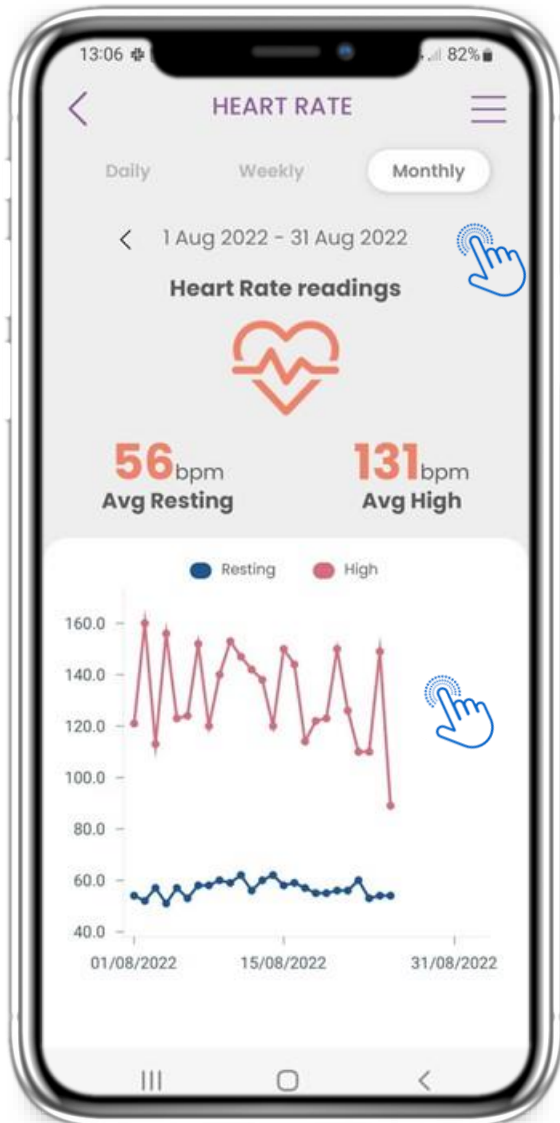 13:06
82%
HEART RATE
Daily Weekly Monthly
1 Aug 2022 - 31 Aug 2022
Heart Rate readings
56bpm 131bpm
Avg Resting Avg High
Resting High
160.0
140.0
120.0
100.0
80.0
60.0
40.0
01/08/2022 15/08/2022 31/08/2022